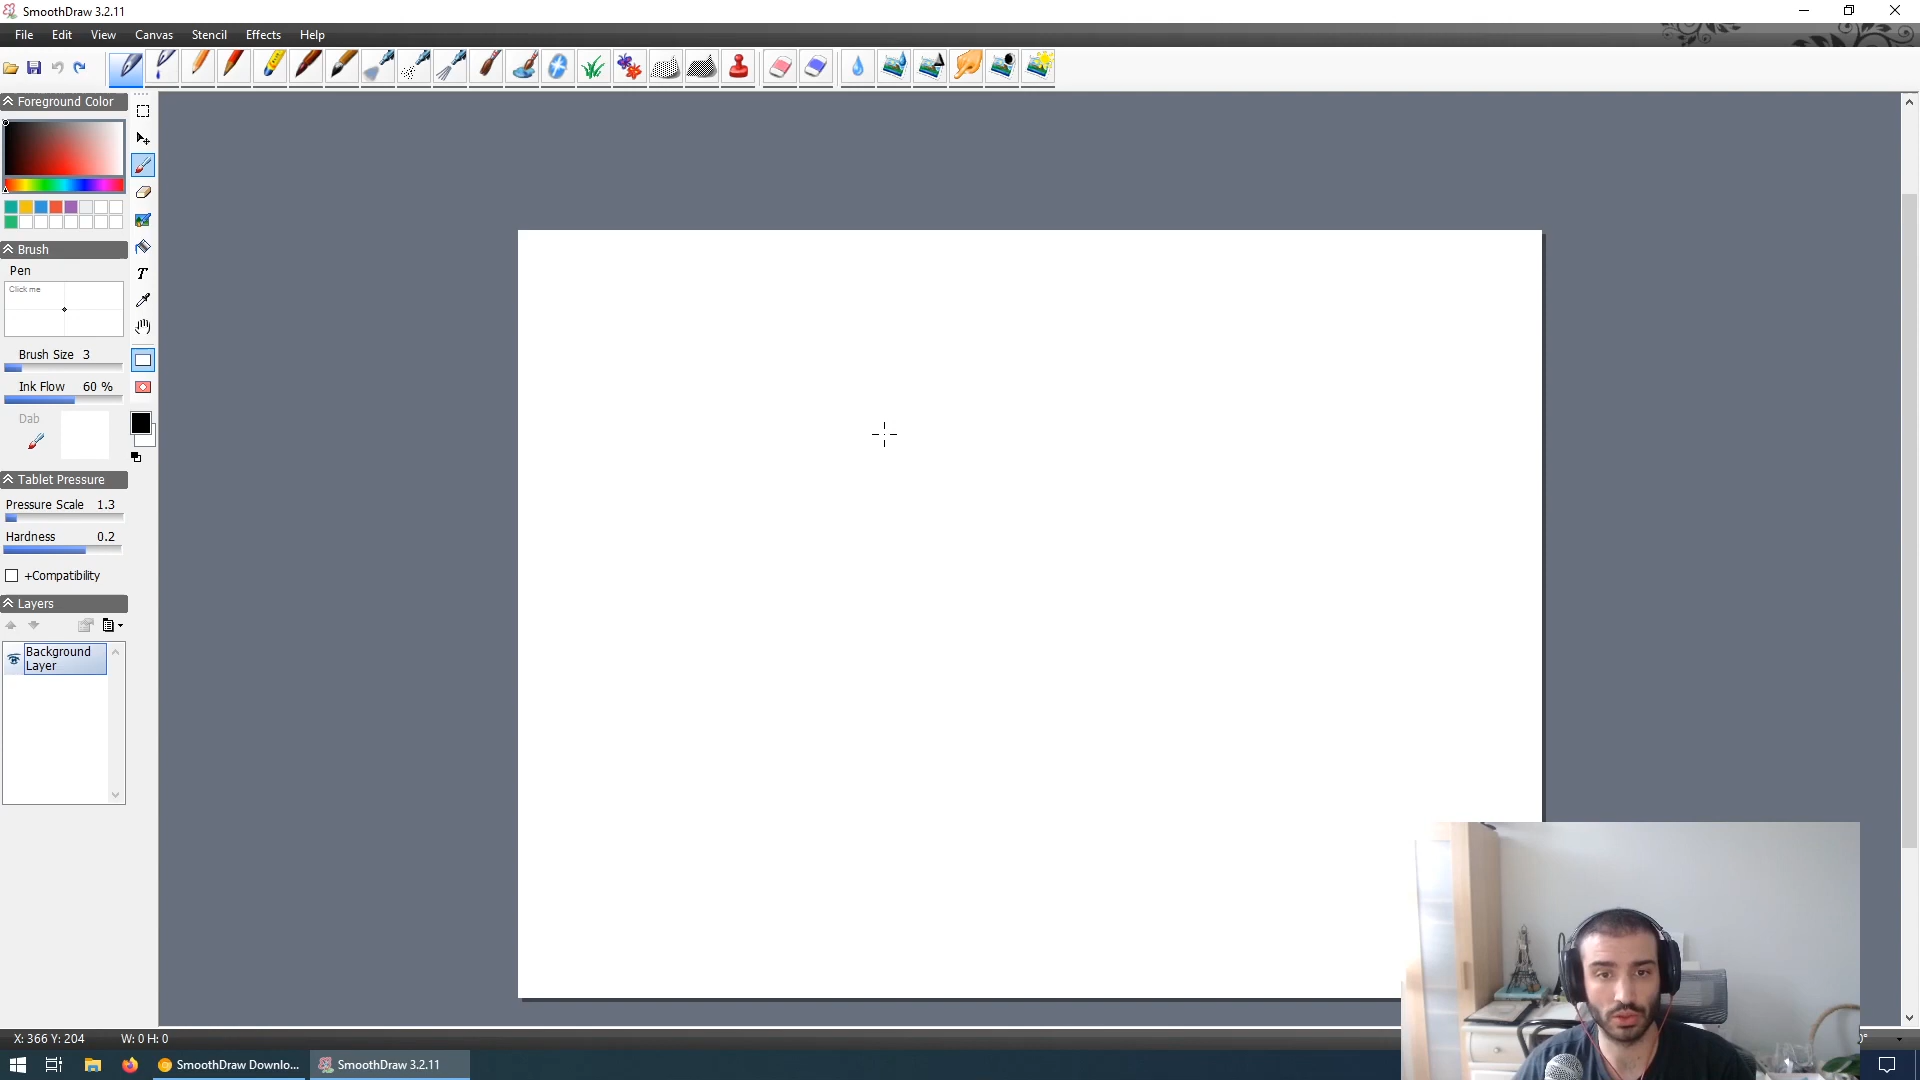 SmoothDraw 3.2.11
File Edit View Canvas Stencil Effects Help
Foreground Color
Brush
Pen
Click me
Brush Size 3
Ink Flow 60 %
Dab
Tablet Pressure
Pressure Scale 1.3
Hardness 0.2
+Compatibility
Layers
Background
Layer
T
X: 366 Y: 204 W: 0 H: 0
SmoothDraw Downlo... SmoothDraw 3.2.11